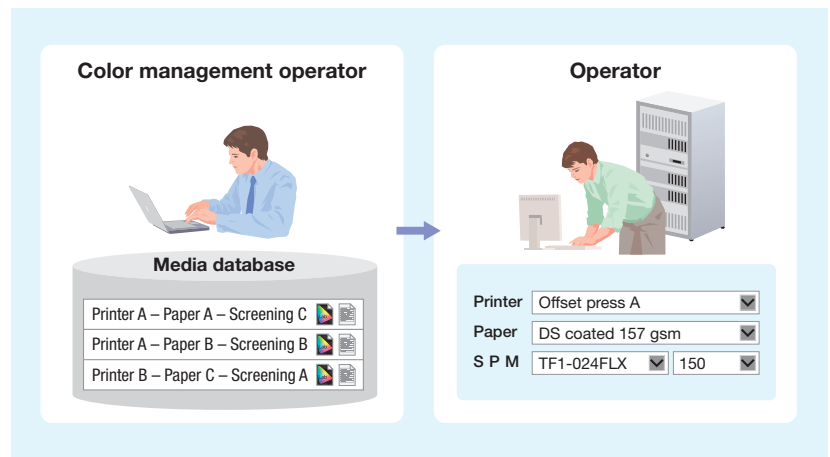 Color management operator
Media database
Printer A – Paper A – Screening C
Printer A – Paper B – Screening B
Printer B – Paper C – Screening A
Operator
Printer Offset press A
Paper DS coated 157 gsm
S P M TF1-024FLX 150